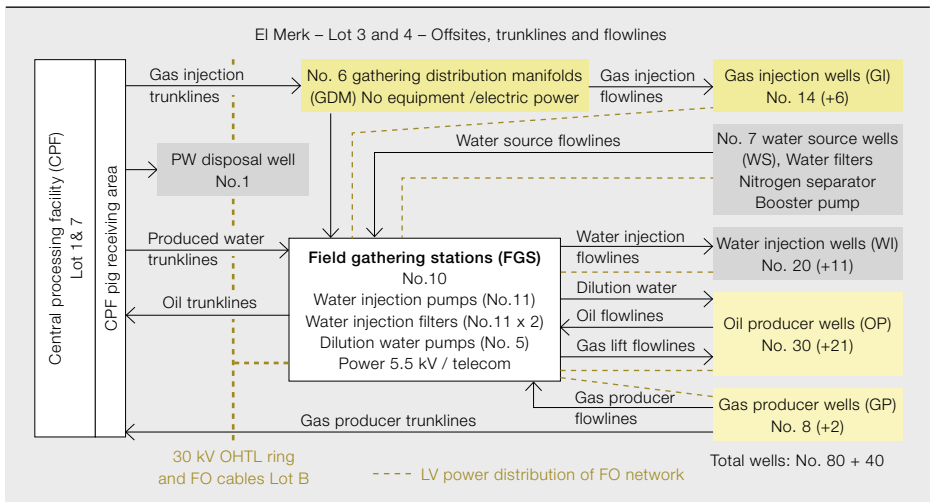 El Merk – Lot 3 and 4 – Offsites, trunklines and flowlines
Central processing facility (CPF)
Lot 1& 7
CPF pig receiving area
Gas injection
trunklines
No. 6 gathering distribution manifolds
(GDM) No equipment /electric power
Gas injection
flowlines
Gas injection wells (GI)
No. 14 (+6)
Water source flowlines
No. 7 water source wells
(WS), Water filters
Nitrogen separator
Booster pump
PW disposal well
No.1
Produced water
trunklines
Oil trunklines
Field gathering stations (FGS)
No.10
Water injection pumps (No.11)
Water injection filters (No.11 x 2)
Dilution water pumps (No. 5)
Power 5.5 kV / telecom
Water injection
flowlines
Water injection wells (WI)
No. 20 (+11)
Dilution water
Oil flowlines
Gas lift flowlines
Oil producer wells (OP)
No. 30 (+21)
Gas producer
flowlines
Gas producer wells (GP)
No. 8 (+2)
Gas producer trunklines
30 kV OHTL ring
and FO cables Lot B
LV power distribution of FO network
Total wells: No. 80 + 40